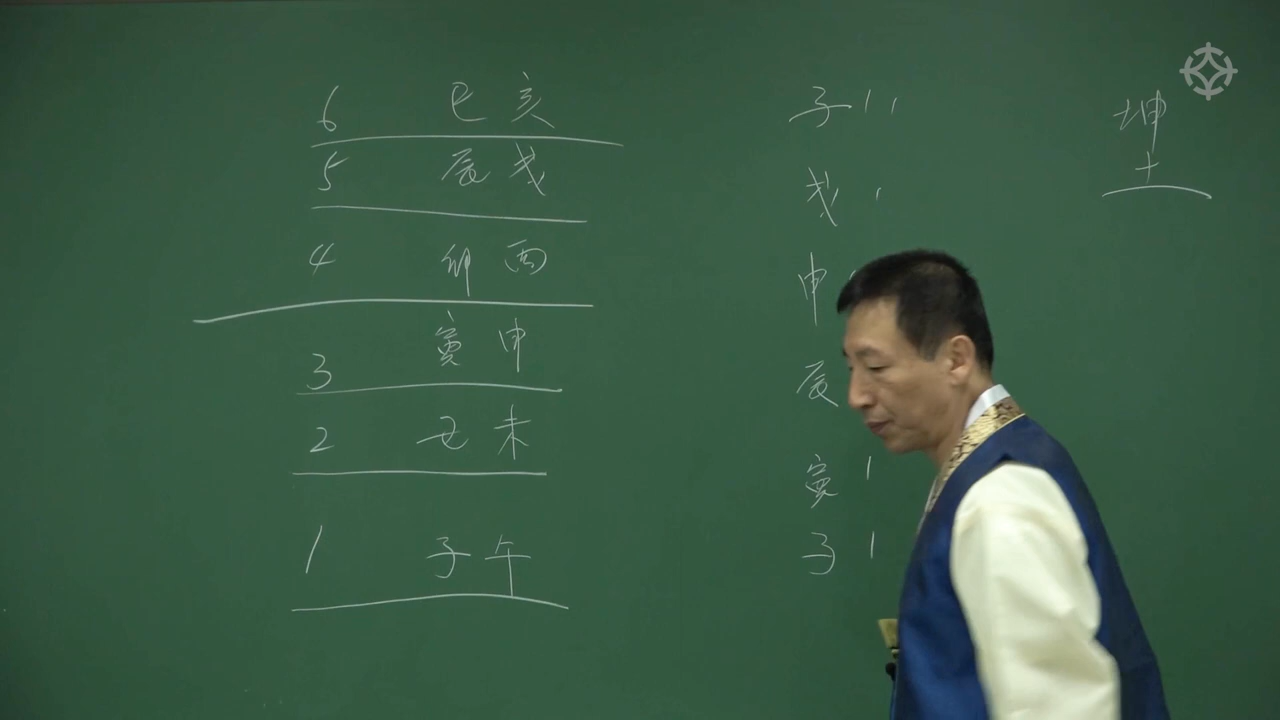 6 巳 亥
5 辰 戌
4 卯 酉
3 寅 申
2 丑 未
1 子 午
子 ''
戌 '
申
辰
寅 '
子 '
坤
土